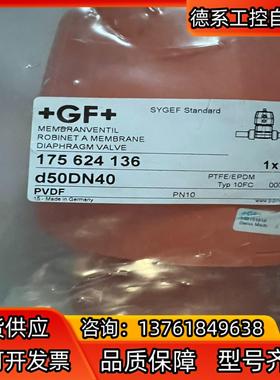 德系工控自
+GF+
SYGEF Standard
MEMBRANVENTIL
ROBINET A MEMBRANE
DIAPHRAGM VALVE
175 624 136
1x
d50DN40
PTFE/EPDM
Typ 10FC
PVDF
PN10
15 - Made in Germany
货供应
咨询：13761849638
可开票
品质保障
型号齐